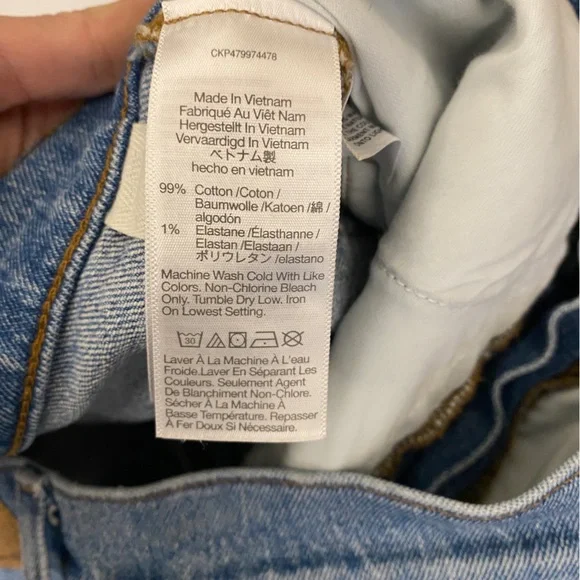 CKP479974478
Made In Vietnam
Fabriqué Au Viêt Nam
Hergestellt In Vietnam
Vervaardigd In Vietnam
ベトナム製
hecho en vietnam
99% Cotton /Coton /
Baumwolle /Katoen /綿 /
algodón
1% Elastane /Élasthanne /
Elastan /Elastaan /
ポリウレタン /elastano
Machine Wash Cold With Like
Colors. Non-Chlorine Bleach
Only. Tumble Dry Low. Iron
On Lowest Setting.
30
Laver À La Machine À L'eau
Froide.Laver En Séparant Les
Couleurs. Seulement Agent
De Blanchiment Non-Chlore.
Sécher À La Machine À
Basse Température. Repasser
À Fer Doux Si Nécessaire.